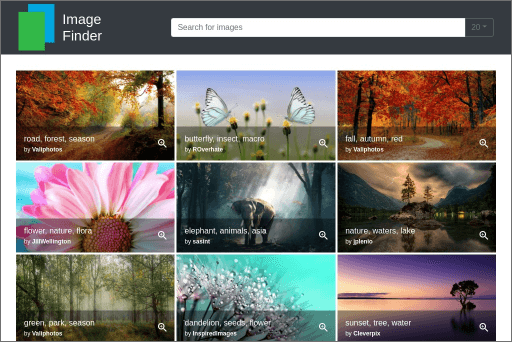 Image
Finder
Search for images
20
road, forest, season
by Valiphotos
butterfly, insect, macro
by ROverhate
fall, autumn, red
by Valiphotos
flower, nature, flora
by JillWellington
elephant, animals, asia
by sasint
nature, waters, lake
by jplenio
green, park, season
by Valiphotos
dandelion, seeds, flower
by InspiredImages
sunset, tree, water
by Cleverpix